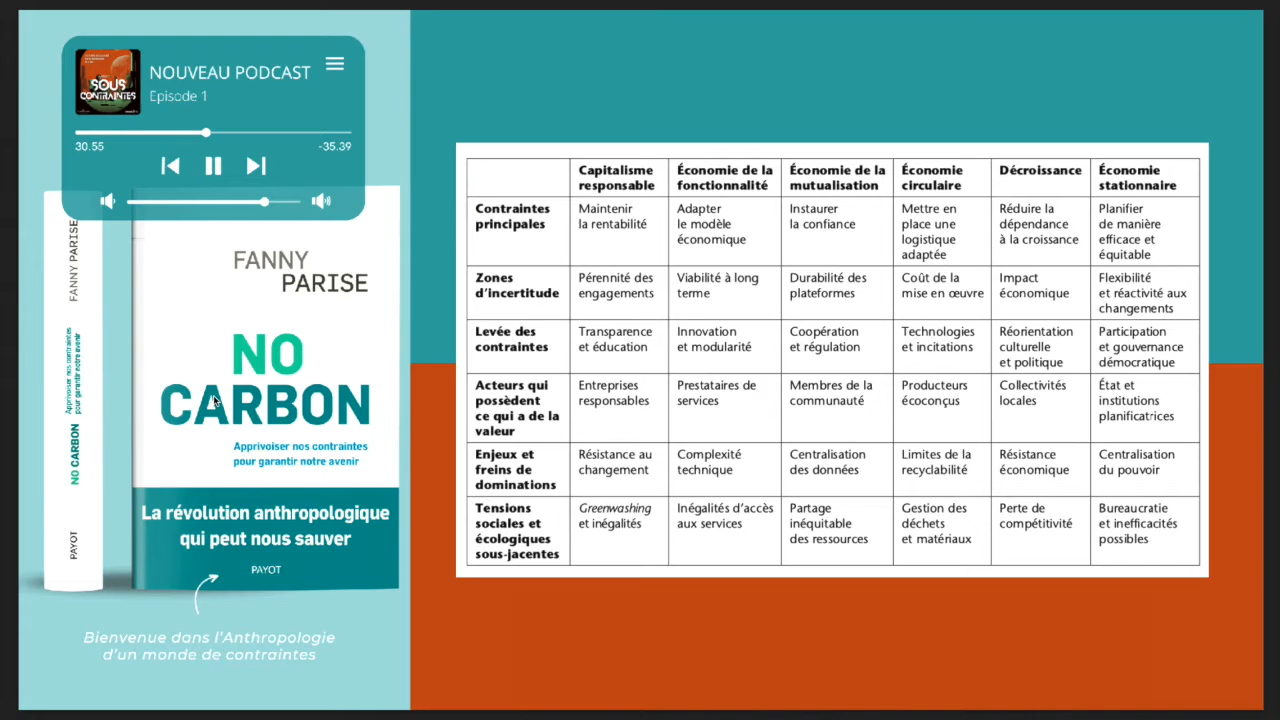 SOUS
CONTRAINTES
NOUVEAU PODCAST
Episode 1
30.55
-35.39
FANNY PARISE
Apprivoiser nos contraintes
pour garantir notre avenir
NO CARBON
PAYOT
FANNY
PARISE
NO
CARBON
Apprivoiser nos contraintes
pour garantir notre avenir
La révolution anthropologique
qui peut nous sauver
PAYOT
Bienvenue dans l'Anthropologie
d'un monde de contraintes
Capitalisme
responsable
Économie de la
fonctionnalité
Économie de la
mutualisation
Économie
circulaire
Décroissance
Économie
stationnaire
Contraintes
principales
Maintenir
la rentabilité
Adapter
le modèle
économique
Instaurer
la confiance
Mettre en
place une
logistique
adaptée
Réduire la
dépendance
à la croissance
Planifier
de manière
efficace et
équitable
Zones
d'incertitude
Pérennité des
engagements
Viabilité à long
terme
Durabilité des
plateformes
Coût de la
mise en œuvre
Impact
économique
Flexibilité
et réactivité aux
changements
Levée des
contraintes
Transparence
et éducation
Innovation
et modularité
Coopération
et régulation
Technologies
et incitations
Réorientation
culturelle
et politique
Participation
et gouvernance
démocratique
Acteurs qui
possèdent
ce qui a de la
valeur
Entreprises
responsables
Prestataires de
services
Membres de la
communauté
Producteurs
écoconçus
Collectivités
locales
État et
institutions
planificatrices
Enjeux et
freins de
dominations
Résistance au
changement
Complexité
technique
Centralisation
des données
Limites de la
recyclabilité
Résistance
économique
Centralisation
du pouvoir
Tensions
sociales et
écologiques
sous-jacentes
Greenwashing
et inégalités
Inégalités d'accès
aux services
Partage
inéquitable
des ressources
Gestion des
déchets
et matériaux
Perte de
compétitivité
Bureaucratie
et inefficacités
possibles